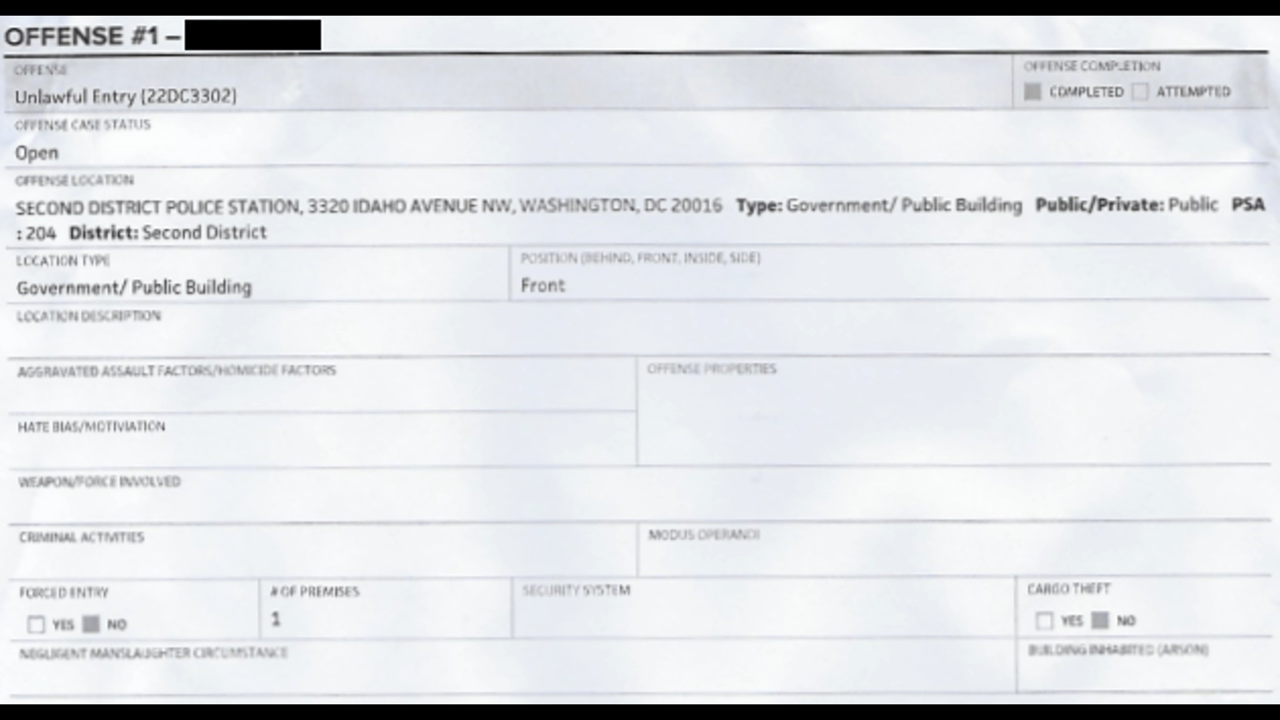 OFFENSE #1 –
OFFENSE
Unlawful Entry (22DC3302)
OFFENSE COMPLETION
COMPLETED ATTEMPTED
OFFENSE CASE STATUS
Open
OFFENSE LOCATION
SECOND DISTRICT POLICE STATION, 3320 IDAHO AVENUE NW, WASHINGTON, DC 20016 Type: Government/ Public Building Public/Private: Public PSA
: 204 District: Second District
LOCATION TYPE
Government/ Public Building
POSITION (BEHIND, FRONT, INSIDE, SIDE)
Front
LOCATION DESCRIPTION
AGGRAVATED ASSAULT FACTORS/HOMICIDE FACTORS
OFFENSE PROPERTIES
HATE BIAS/MOTIVIATION
WEAPON/FORCE INVOLVED
CRIMINAL ACTIVITIES
MODUS OPERANDI
FORCED ENTRY
YES NO
# OF PREMISES
1
SECURITY SYSTEM
CARGO THEFT
YES NO
NEGLIGENT MANSLAUGHTER CIRCUMSTANCE
BUILDING INHABITED (ARSON)